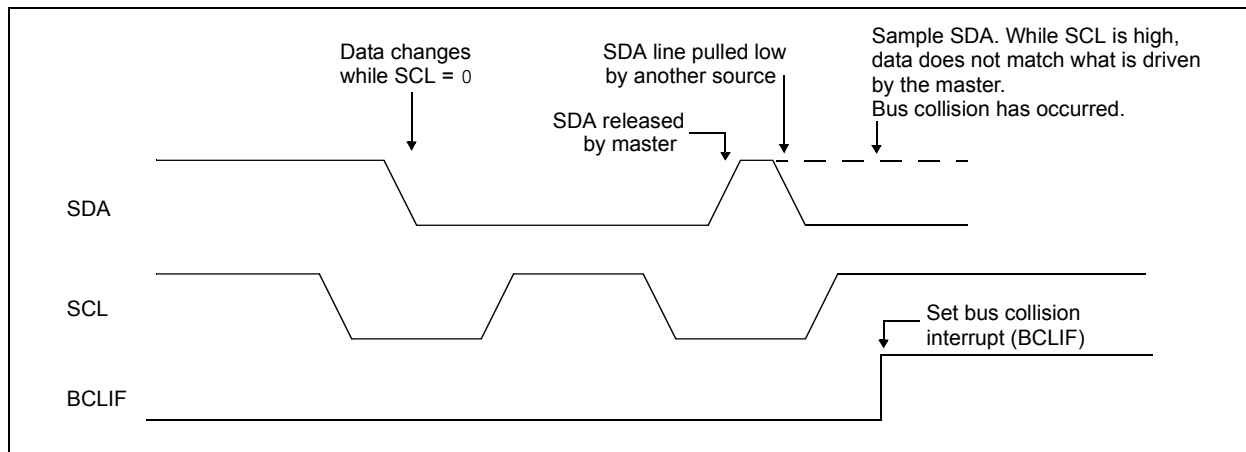 Data changes
while SCL = 0
SDA line pulled low
by another source
Sample SDA. While SCL is high,
data does not match what is driven
by the master.
Bus collision has occurred.
SDA released
by master
SDA
SCL
Set bus collision
interrupt (BCLIF)
BCLIF